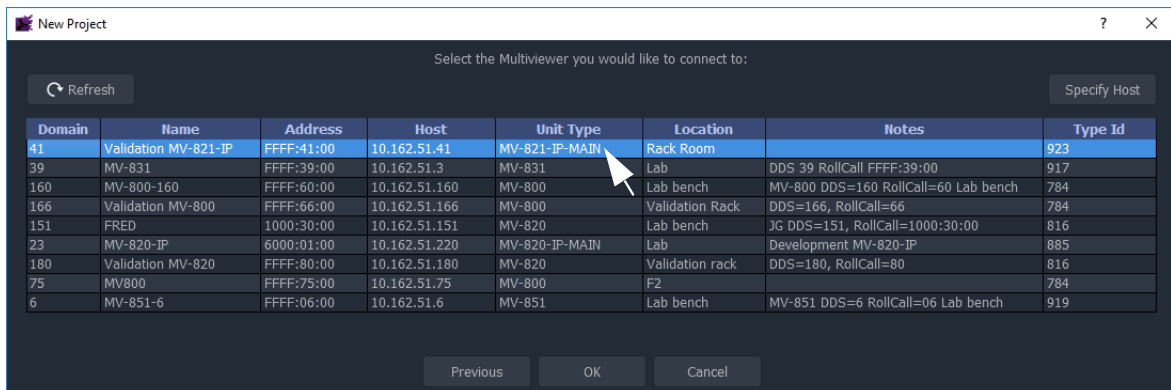 New Project ? ×
Select the Multiviewer you would like to connect to:
Refresh Specify Host
Domain Name Address Host Unit Type Location Notes Type Id
41 Validation MV-821-IP FFFF:41:00 10.162.51.41 MV-821-IP-MAIN Rack Room 923
39 MV-831 FFFF:39:00 10.162.51.3 MV-831 Lab DDS 39 RollCall FFFF:39:00 917
160 MV-800-160 FFFF:60:00 10.162.51.160 MV-800 Lab bench MV-800 DDS=160 RollCall=60 Lab bench 784
166 Validation MV-800 FFFF:66:00 10.162.51.166 MV-800 Validation Rack DDS=166, RollCall=66 784
151 FRED 1000:30:00 10.162.51.151 MV-820 Lab bench JG DDS=151, RollCall=1000:30:00 816
23 MV-820-IP 6000:01:00 10.162.51.220 MV-820-IP-MAIN Lab Development MV-820-IP 885
180 Validation MV-820 FFFF:80:00 10.162.51.180 MV-820 Validation rack DDS=180, RollCall=80 816
75 MV800 FFFF:75:00 10.162.51.75 MV-800 F2 784
6 MV-851-6 FFFF:06:00 10.162.51.6 MV-851 Lab bench MV-851 DDS=6 RollCall=06 Lab bench 919
Previous OK Cancel